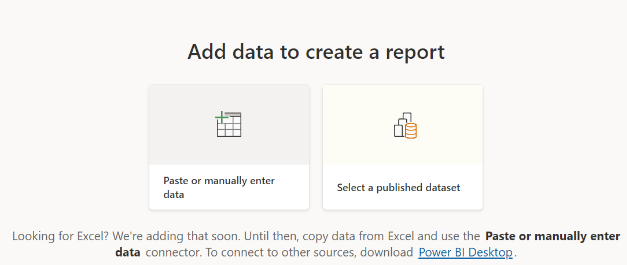 Add data to create a report
Paste or manually enter
data
Select a published dataset
Looking for Excel? We're adding that soon. Until then, copy data from Excel and use the Paste or manually enter
data connector. To connect to other sources, download Power BI Desktop.